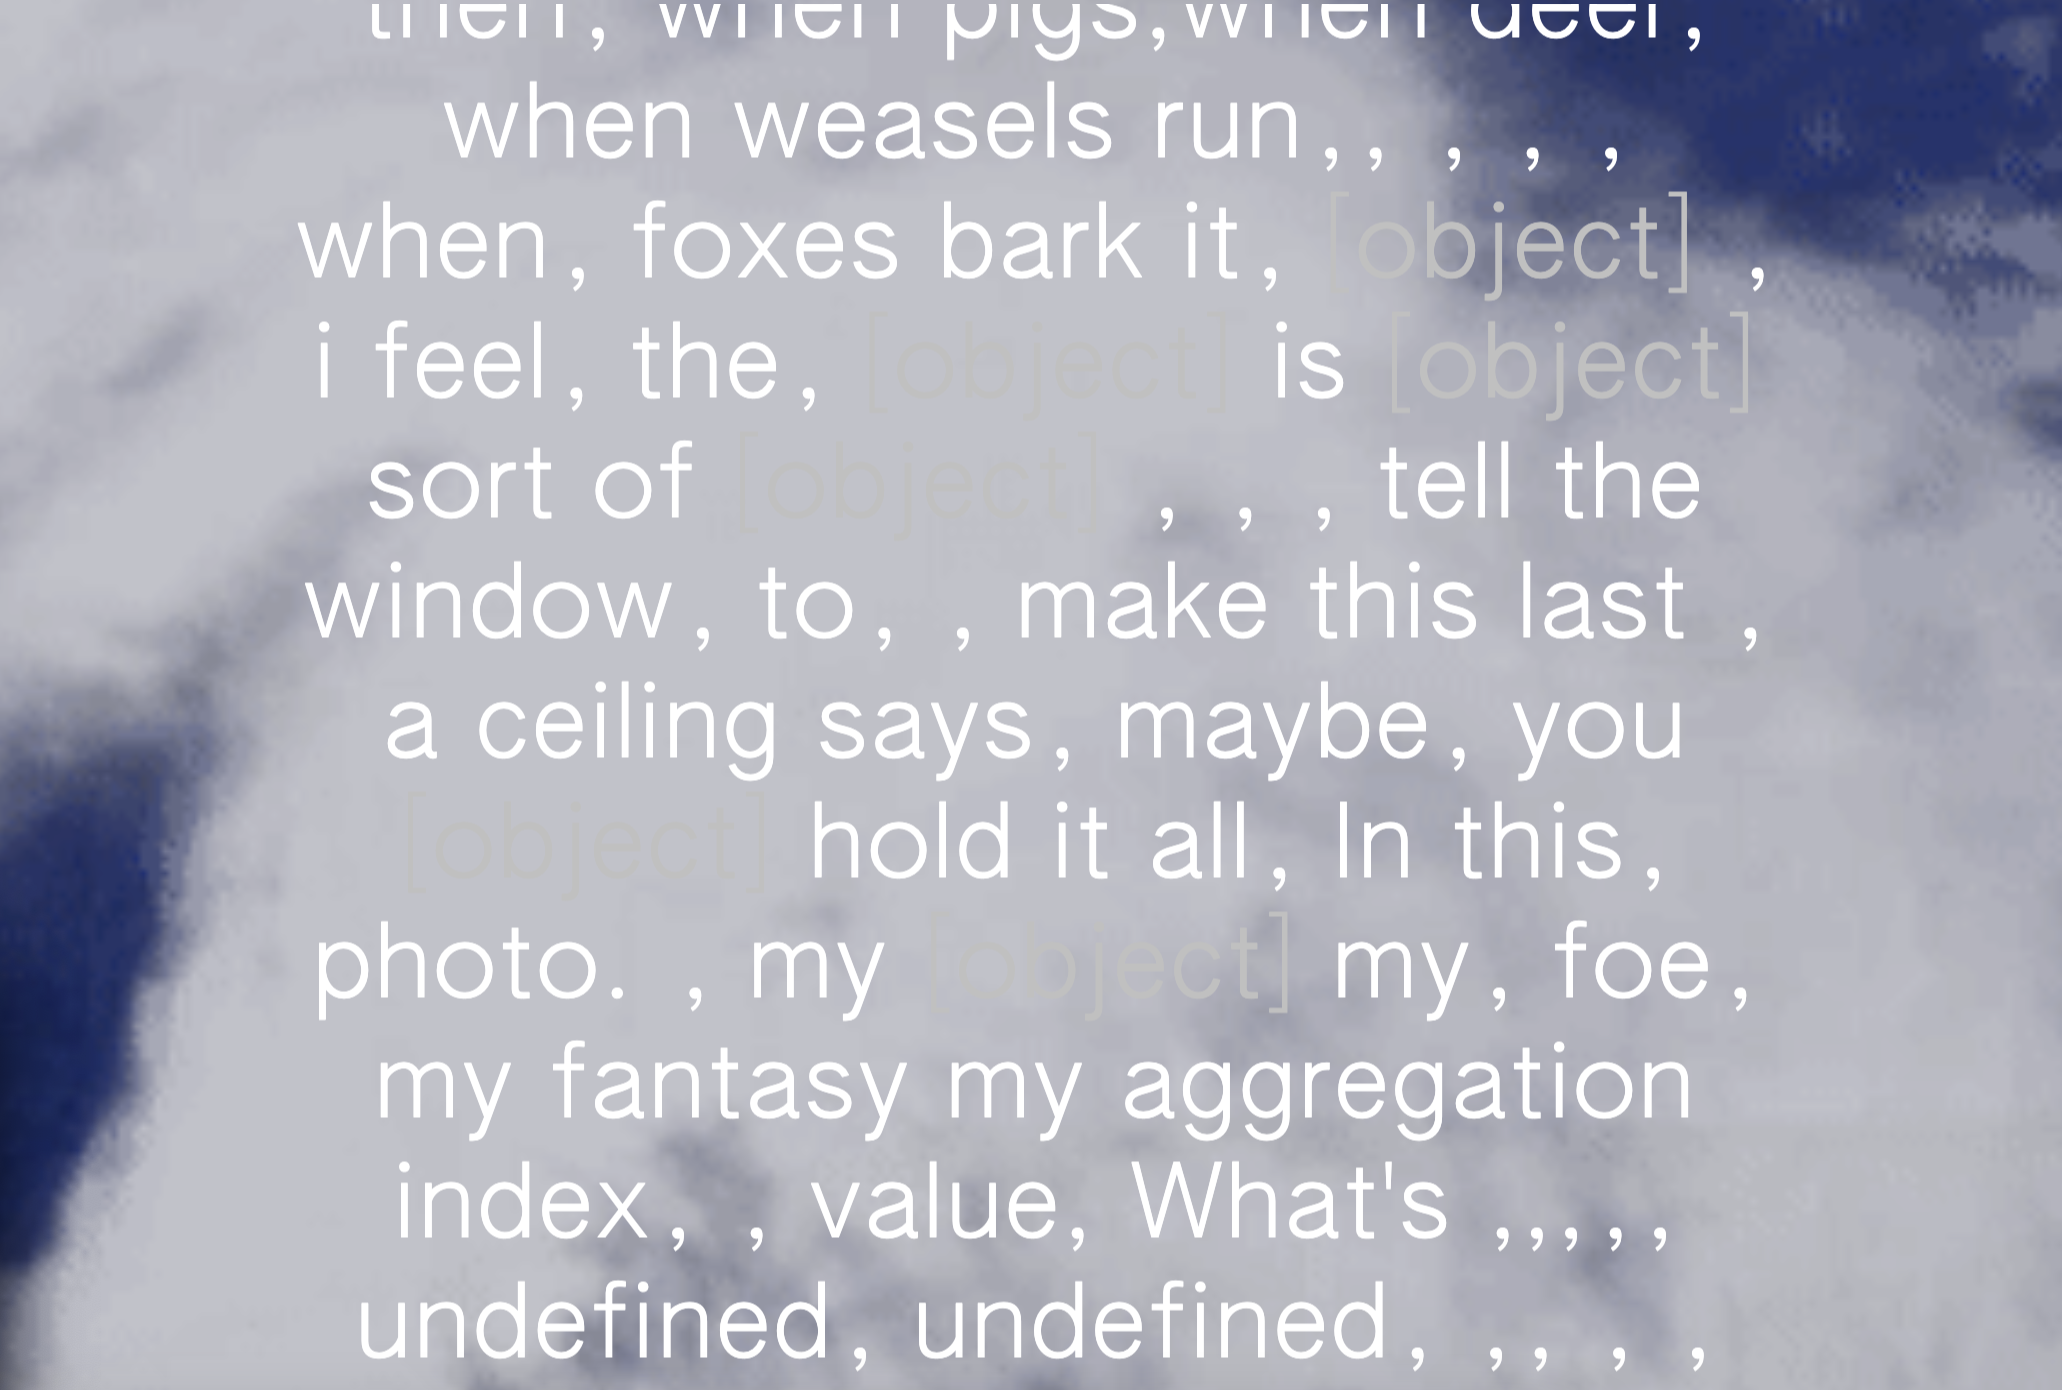 then, when pigs,when deer,
when weasels run,, , , ,
when, foxes bark it, [object] ,
i feel, the, [object] is [object]
sort of [object] , , , tell the
window, to, , make this last ,
a ceiling says, maybe, you
[object] hold it all, In this,
photo. , my [object] my, foe,
my fantasy my aggregation
index, , value, What's ,,,,,
undefined, undefined, ,, , ,